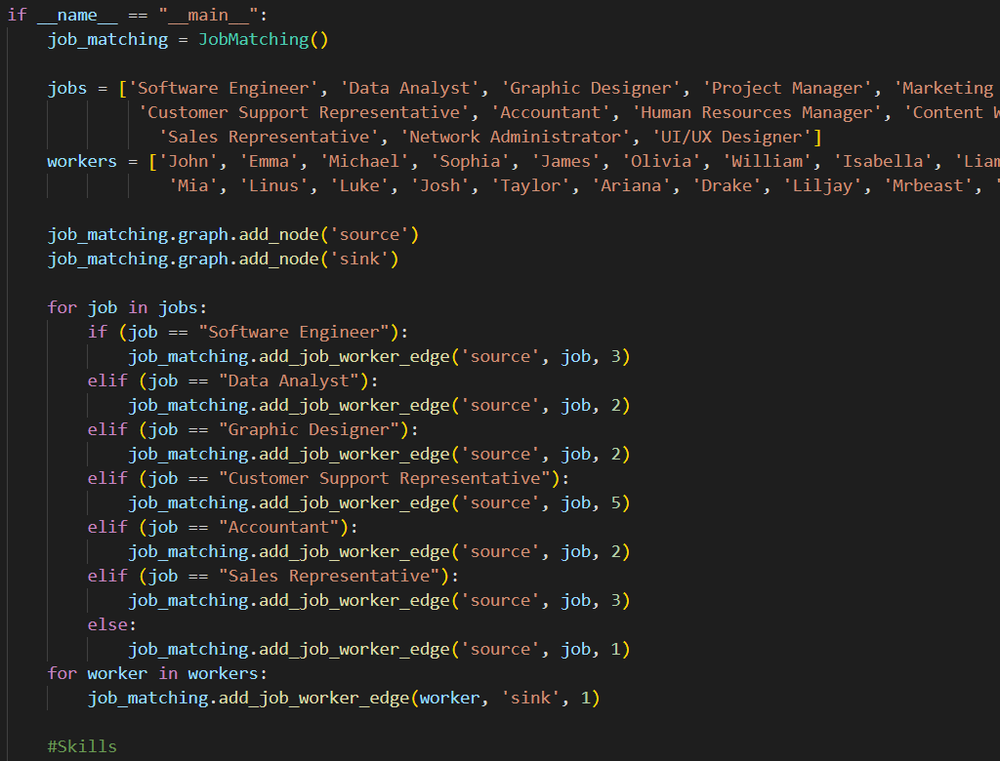 if __name__ == "__main__":
    job_matching = JobMatching()
    jobs = ['Software Engineer', 'Data Analyst', 'Graphic Designer', 'Project Manager', 'Marketing
            'Customer Support Representative', 'Accountant', 'Human Resources Manager', 'Content
            'Sales Representative', 'Network Administrator', 'UI/UX Designer']
    workers = ['John', 'Emma', 'Michael', 'Sophia', 'James', 'Olivia', 'William', 'Isabella',
            'Mia', 'Linus', 'Luke', 'Josh', 'Taylor', 'Ariana', 'Drake', 'Liljay', 'Mrbeast', '
    job_matching.graph.add_node('source')
    job_matching.graph.add_node('sink')
    for job in jobs:
        if (job == "Software Engineer"):
            job_matching.add_job_worker_edge('source', job, 3)
        elif (job == "Data Analyst"):
            job_matching.add_job_worker_edge('source', job, 2)
        elif (job == "Graphic Designer"):
            job_matching.add_job_worker_edge('source', job, 2)
        elif (job == "Customer Support Representative"):
            job_matching.add_job_worker_edge('source', job, 5)
        elif (job == "Accountant"):
            job_matching.add_job_worker_edge('source', job, 2)
        elif (job == "Sales Representative"):
            job_matching.add_job_worker_edge('source', job, 3)
        else:
            job_matching.add_job_worker_edge('source', job, 1)
    for worker in workers:
        job_matching.add_job_worker_edge(worker, 'sink', 1)
    #Skills